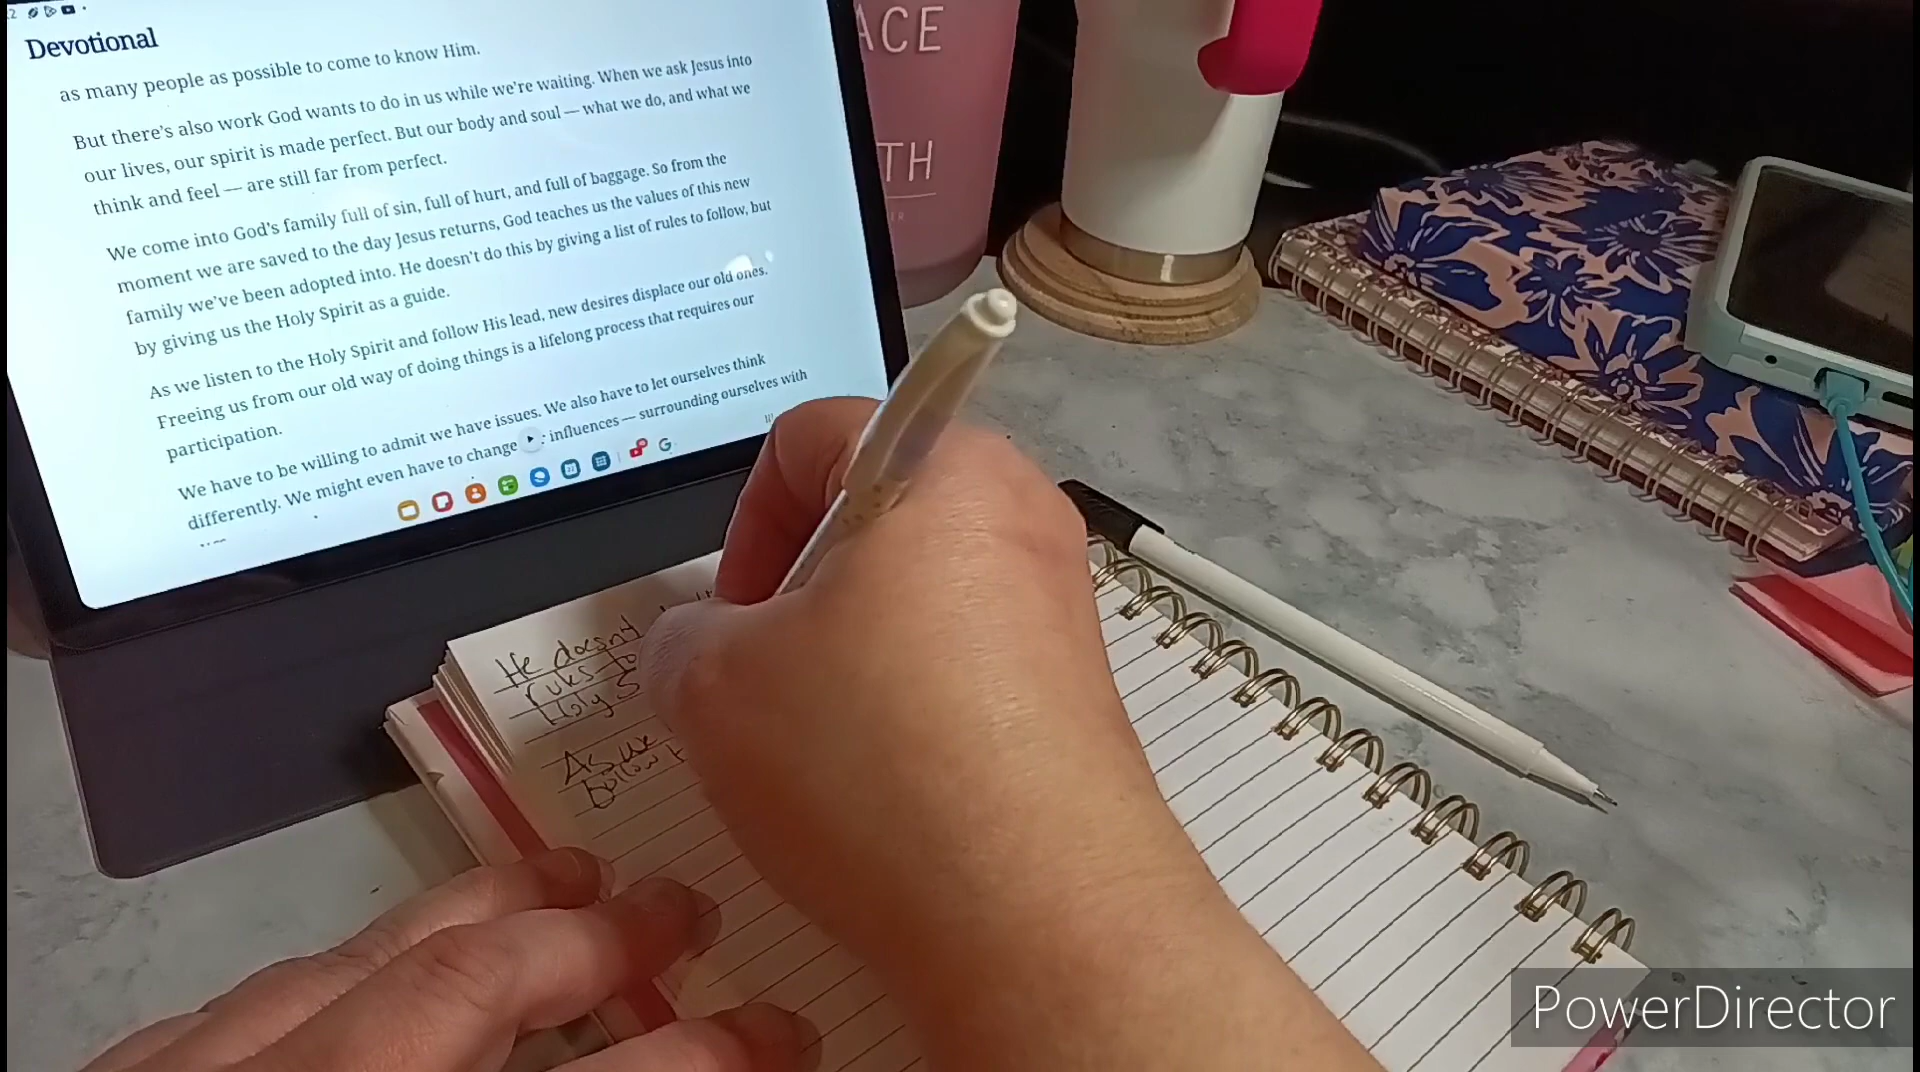 Devotional
as many people as possible to come to know Him.
But there's also work God wants to do in us while we're waiting. When we ask Jesus into
our lives, our spirit is made perfect. But our body and soul — what we do, and what we
think and feel — are still far from perfect.
We come into God's family full of sin, full of hurt, and full of baggage. So from the
moment we are saved to the day Jesus returns, God teaches us the values of this new
family we've been adopted into. He doesn't do this by giving a list of rules to follow, but
by giving us the Holy Spirit as a guide.
As we listen to the Holy Spirit and follow His lead, new desires displace our old ones.
Freeing us from our old way of doing things is a lifelong process that requires our
participation.
We have to be willing to admit we have issues. We also have to let ourselves think
differently. We might even have to change influences — surrounding ourselves with
ACE
TH
He doesn't
rules to
Holy S
As we
follow
PowerDirector